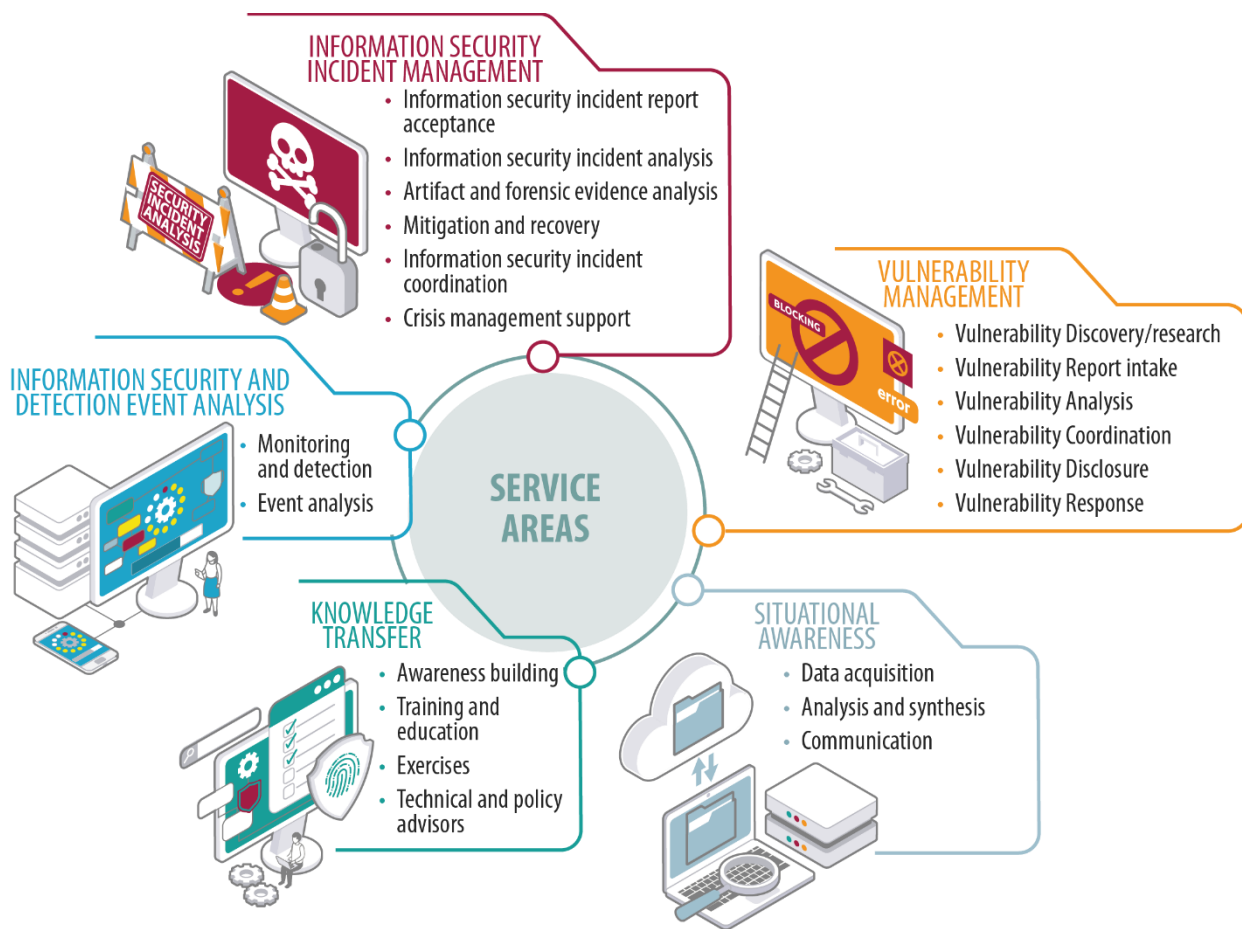 INFORMATION SECURITY
INCIDENT MANAGEMENT
• Information security incident report
acceptance
• Information security incident analysis
• Artifact and forensic evidence analysis
• Mitigation and recovery
• Information security incident
coordination
• Crisis management support
SECURITY
INCIDENT
ANALYSIS
VULNERABILITY
MANAGEMENT
• Vulnerability Discovery/research
• Vulnerability Report intake
• Vulnerability Analysis
• Vulnerability Coordination
• Vulnerability Disclosure
• Vulnerability Response
BLOCKING
error
INFORMATION SECURITY AND
DETECTION EVENT ANALYSIS
• Monitoring
and detection
• Event analysis
SERVICE
AREAS
KNOWLEDGE
TRANSFER
• Awareness building
• Training and
education
• Exercises
• Technical and policy
advisors
SITUATIONAL
AWARENESS
• Data acquisition
• Analysis and synthesis
• Communication